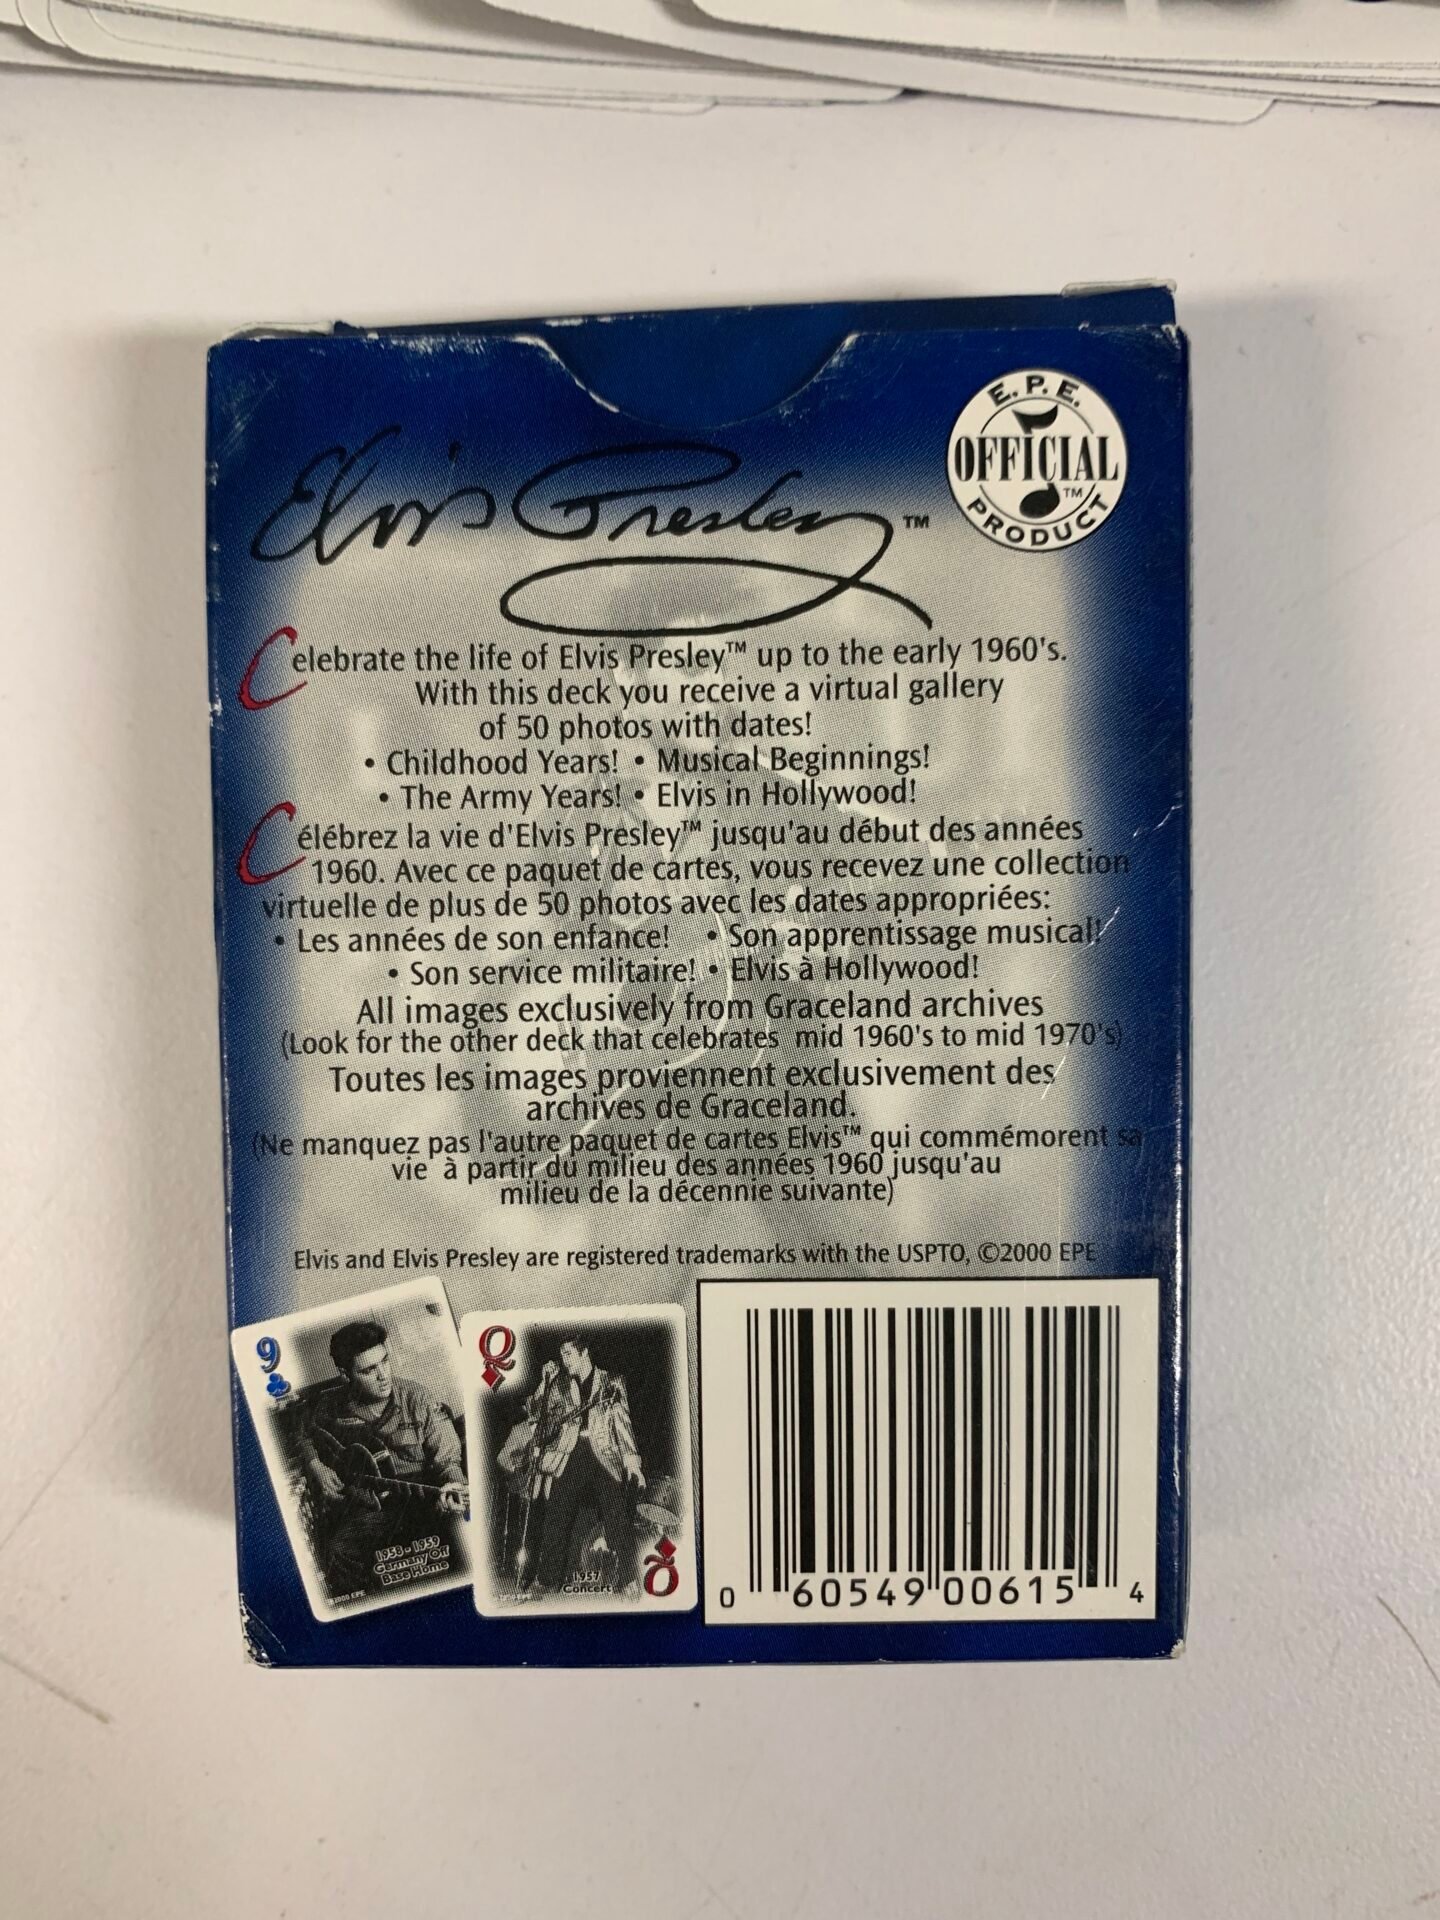 Elvis Presley™
E.P.E.
OFFICIAL™
PRODUCT
Celebrate the life of Elvis Presley™ up to the early 1960's.
With this deck you receive a virtual gallery
of 50 photos with dates!
• Childhood Years! • Musical Beginnings!
• The Army Years! • Elvis in Hollywood!
Célébrez la vie d'Elvis Presley™ jusqu'au début des années
1960. Avec ce paquet de cartes, vous recevez une collection
virtuelle de plus de 50 photos avec les dates appropriées:
• Les années de son enfance! • Son apprentissage musical!
• Son service militaire! • Elvis à Hollywood!
All images exclusively from Graceland archives
(Look for the other deck that celebrates mid 1960's to mid 1970's)
Toutes les images proviennent exclusivement des
archives de Graceland.
(Ne manquez pas l'autre paquet de cartes Elvis™ qui commémorent sa
vie à partir du milieu des années 1960 jusqu'au
milieu de la décennie suivante)
Elvis and Elvis Presley are registered trademarks with the USPTO, ©2000 EPE
9
1958-1959
Germany Off
Base Home
©2000 EPE
Q
1957
Concert
Q
0 60549 00615 4